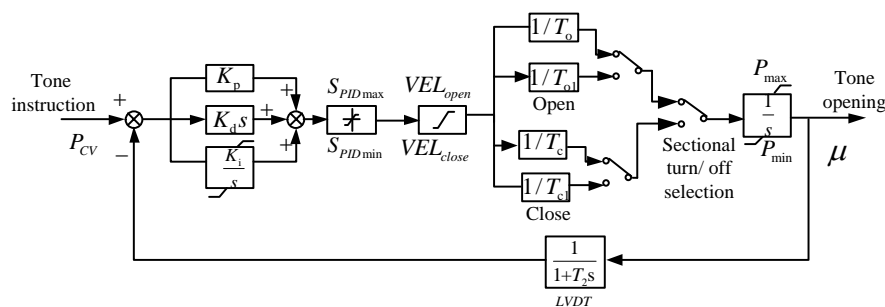 Tone
instruction
P_CV
+
−
K_p
K_d s
K_i
s
+
+
+
S_PIDmax
S_PIDmin
VEL_open
VEL_close
1/T_o
1/T_o1
Open
1/T_c
1/T_c1
Close
Sectional
turn/ off
selection
P_max
1
s
P_min
Tone
opening
μ
1
1+T_2s
LVDT